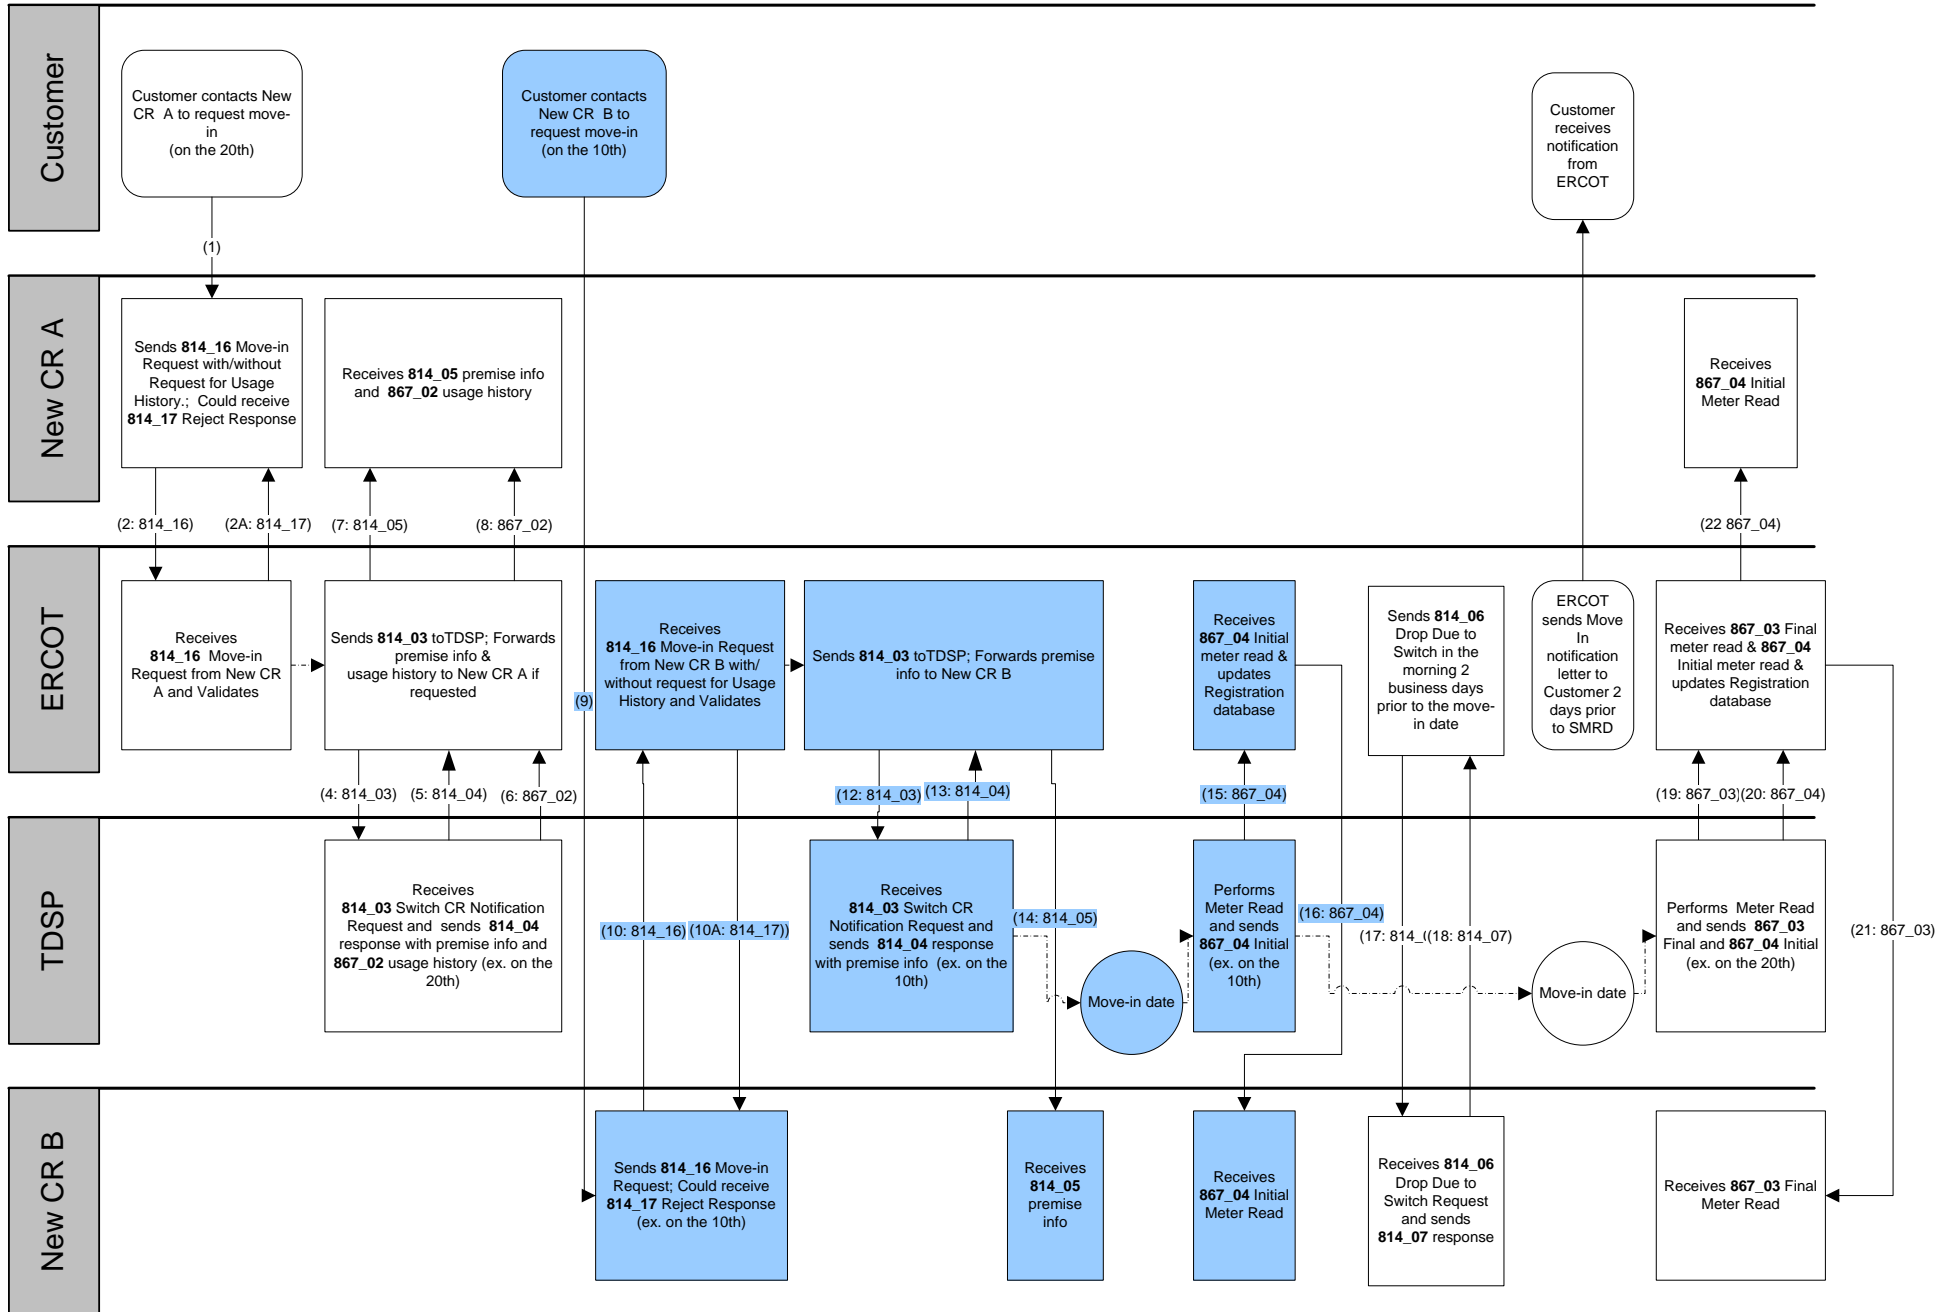 Customer
Customer contacts New
CR  A to request move-
in
(on the 20th)
Customer contacts
New CR  B to
request move-in
(on the 10th)
Customer
receives
notification
from
ERCOT
(1)
New CR A
Sends 814_16 Move-in
Request with/without
Request for Usage
History.;  Could receive
814_17 Reject Response
Receives 814_05 premise info
and  867_02 usage history
Receives
867_04 Initial
Meter Read
(2: 814_16)
(2A: 814_17)
(7: 814_05)
(8: 867_02)
(22 867_04)
ERCOT
Receives
814_16  Move-in
Request from New CR
A and Validates
Sends 814_03 toTDSP; Forwards
premise info &
usage history to New CR A if
requested
(9)
Receives
814_16 Move-in Request
from New CR B with/
without request for Usage
History and Validates
Sends 814_03 toTDSP; Forwards premise
info to New CR B
Receives
867_04 Initial
meter read &
updates
Registration
database
Sends 814_06
Drop Due to
Switch in the
morning 2
business days
prior to the move-
in date
ERCOT
sends Move
In
notification
letter to
Customer 2
days prior
to SMRD
Receives 867_03 Final
meter read & 867_04
Initial meter read &
updates Registration
database
(4: 814_03)
(5: 814_04)
(6: 867_02)
(12: 814_03)
(13: 814_04)
(15: 867_04)
(19: 867_03)
(20: 867_04)
TDSP
Receives
814_03 Switch CR Notification
Request and  sends  814_04
response with premise info and
867_02 usage history (ex. on the
20th)
(10: 814_16)
(10A: 814_17))
Receives
814_03 Switch CR
Notification Request and
sends  814_04 response
with premise info  (ex. on the
10th)
(14: 814_05)
Move-in date
Performs
Meter Read
and sends
867_04 Initial
(ex. on the
10th)
(16: 867_04)
(17: 814_
(18: 814_07)
Move-in date
Performs  Meter Read
and sends  867_03
Final and 867_04 Initial
(ex. on the 20th)
(21: 867_03)
New CR B
Sends 814_16 Move-in
Request; Could receive
814_17 Reject Response
(ex. on the 10th)
Receives
814_05
premise
info
Receives
867_04 Initial
Meter Read
Receives 814_06
Drop Due to
Switch Request
and sends
814_07 response
Receives 867_03 Final
Meter Read